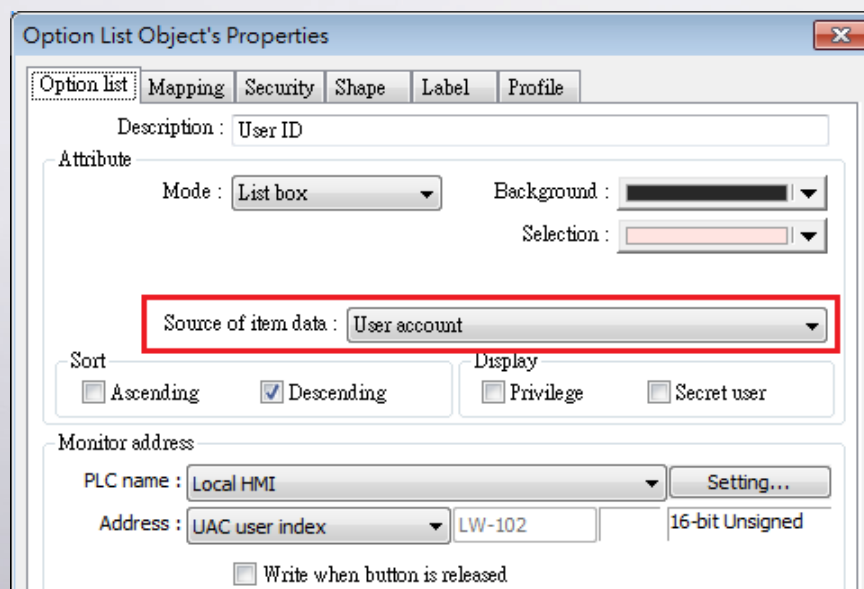 Option List Object's Properties
Option list Mapping Security Shape Label Profile
Description : User ID
Attribute
Mode : List box Background :
Selection :
Source of item data : User account
Sort Display
Ascending Descending Privilege Secret user
Monitor address
PLC name : Local HMI Setting...
Address : UAC user index LW-102 16-bit Unsigned
Write when button is released